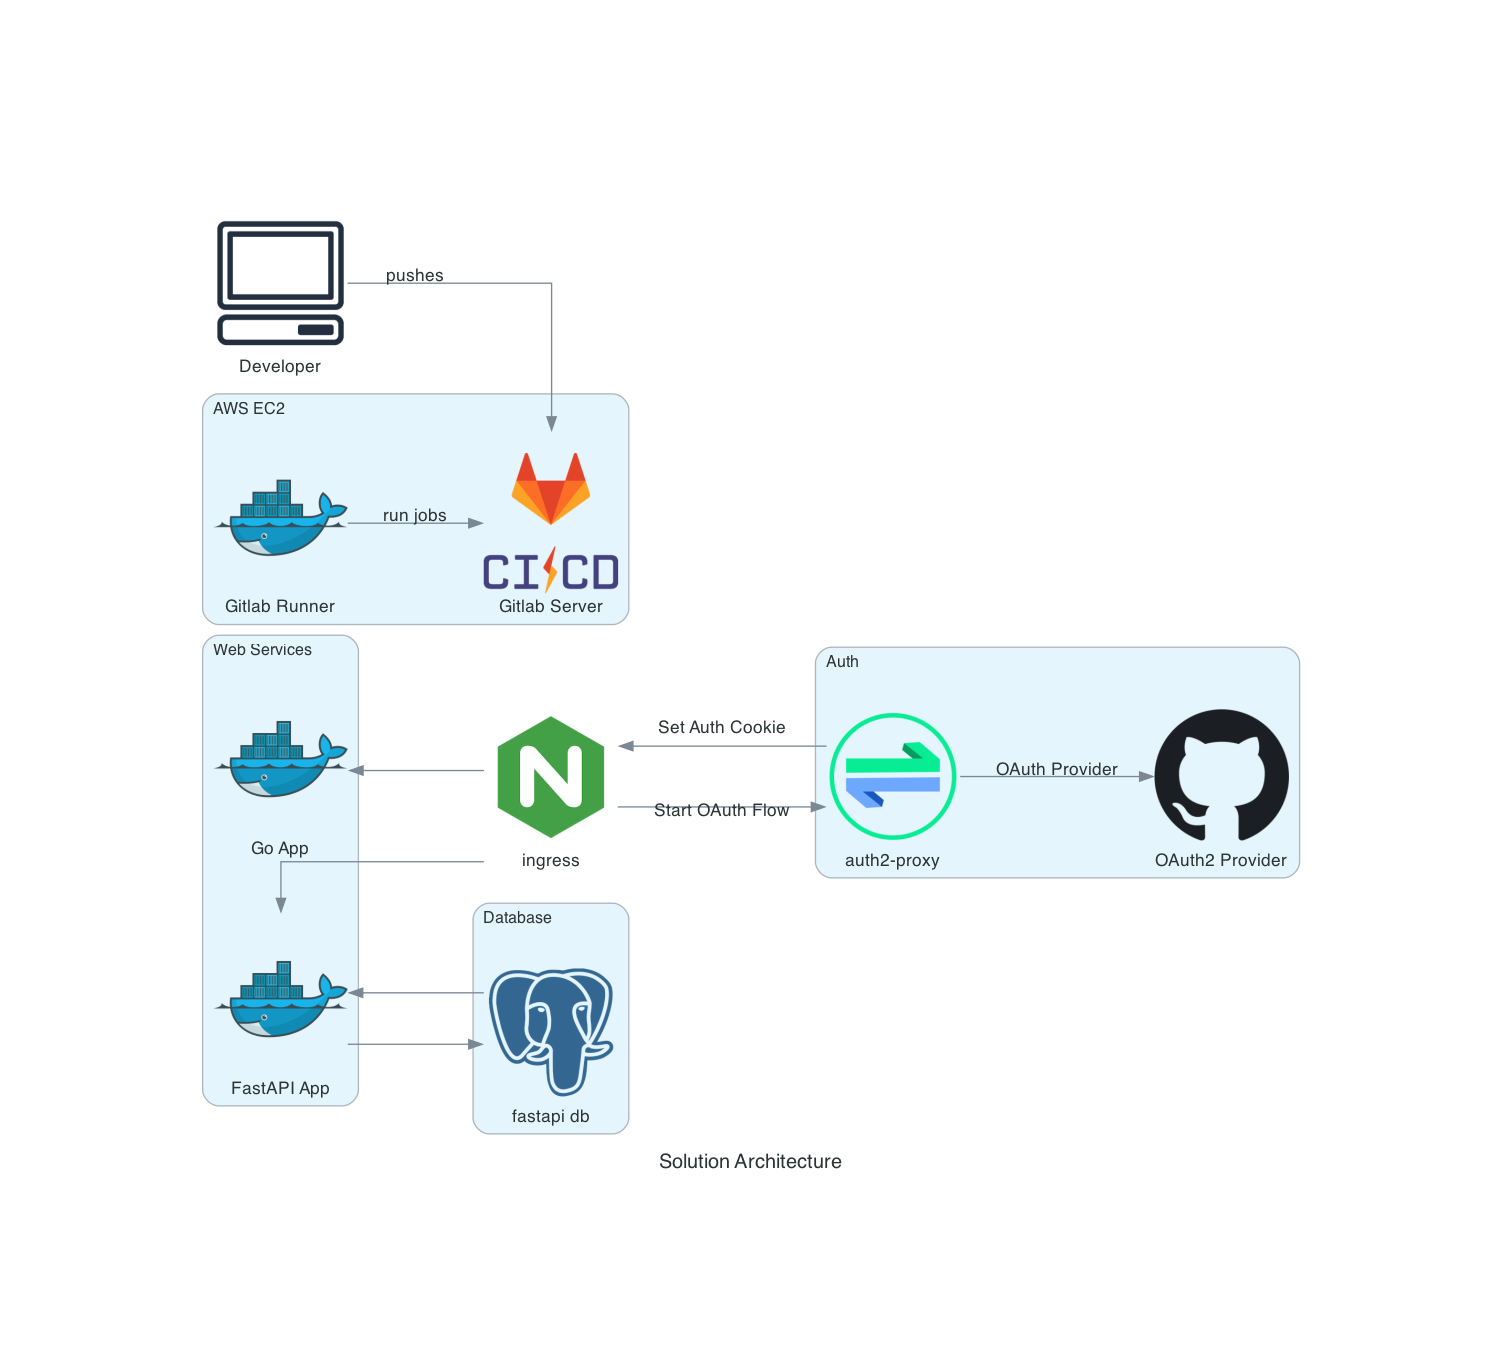 pushes
Developer
AWS EC2
run jobs
CI CD
Gitlab Runner
Gitlab Server
Web Services
Auth
Set Auth Cookie
OAuth Provider
Start OAuth Flow
Go App
ingress
auth2-proxy
OAuth2 Provider
Database
FastAPI App
fastapi db
Solution Architecture